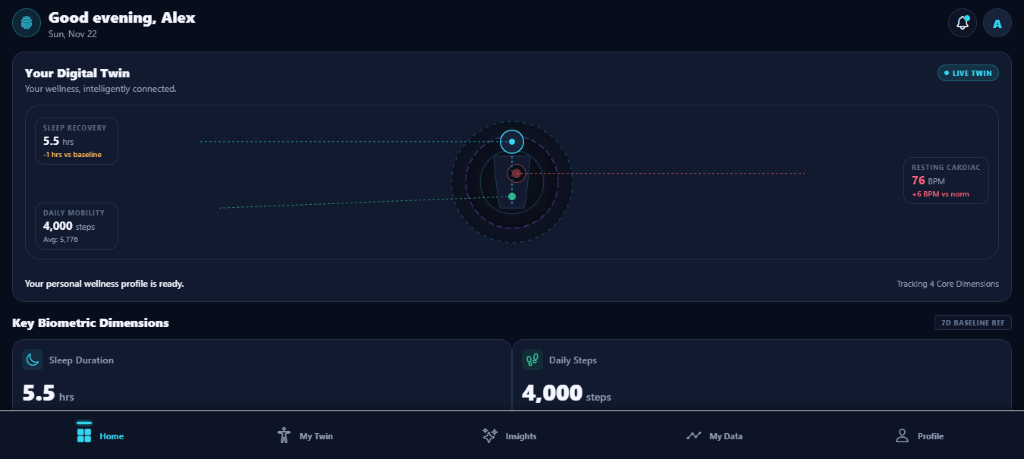 Good evening, Alex
Sun, Nov 22
A
Your Digital Twin
Your wellness, intelligently connected.
LIVE TWIN
SLEEP RECOVERY
5.5 hrs
-1 hrs vs baseline
RESTING CARDIAC
76 BPM
+6 BPM vs norm
DAILY MOBILITY
4,000 steps
Avg: 5,776
Your personal wellness profile is ready.
Tracking 4 Core Dimensions
Key Biometric Dimensions
7D BASELINE REF
Sleep Duration
5.5 hrs
Daily Steps
4,000 steps
Home
My Twin
Insights
My Data
Profile